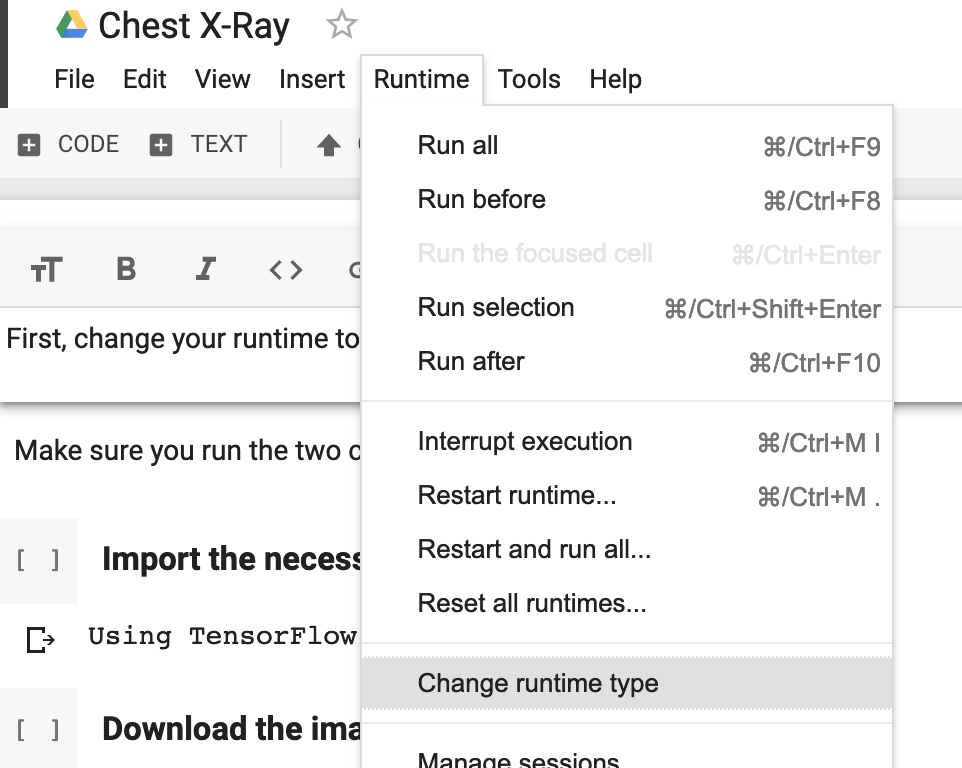 Chest X-Ray
File Edit View Insert Runtime Tools Help
CODE TEXT
Run all ⌘/Ctrl+F9
Run before ⌘/Ctrl+F8
Run the focused cell ⌘/Ctrl+Enter
Run selection ⌘/Ctrl+Shift+Enter
Run after ⌘/Ctrl+F10
Interrupt execution ⌘/Ctrl+M I
Restart runtime... ⌘/Ctrl+M .
Restart and run all...
Reset all runtimes...
Change runtime type
Manage sessions
First, change your runtime to
Make sure you run the two
[ ] Import the
Using TensorFlow
[ ] Download the